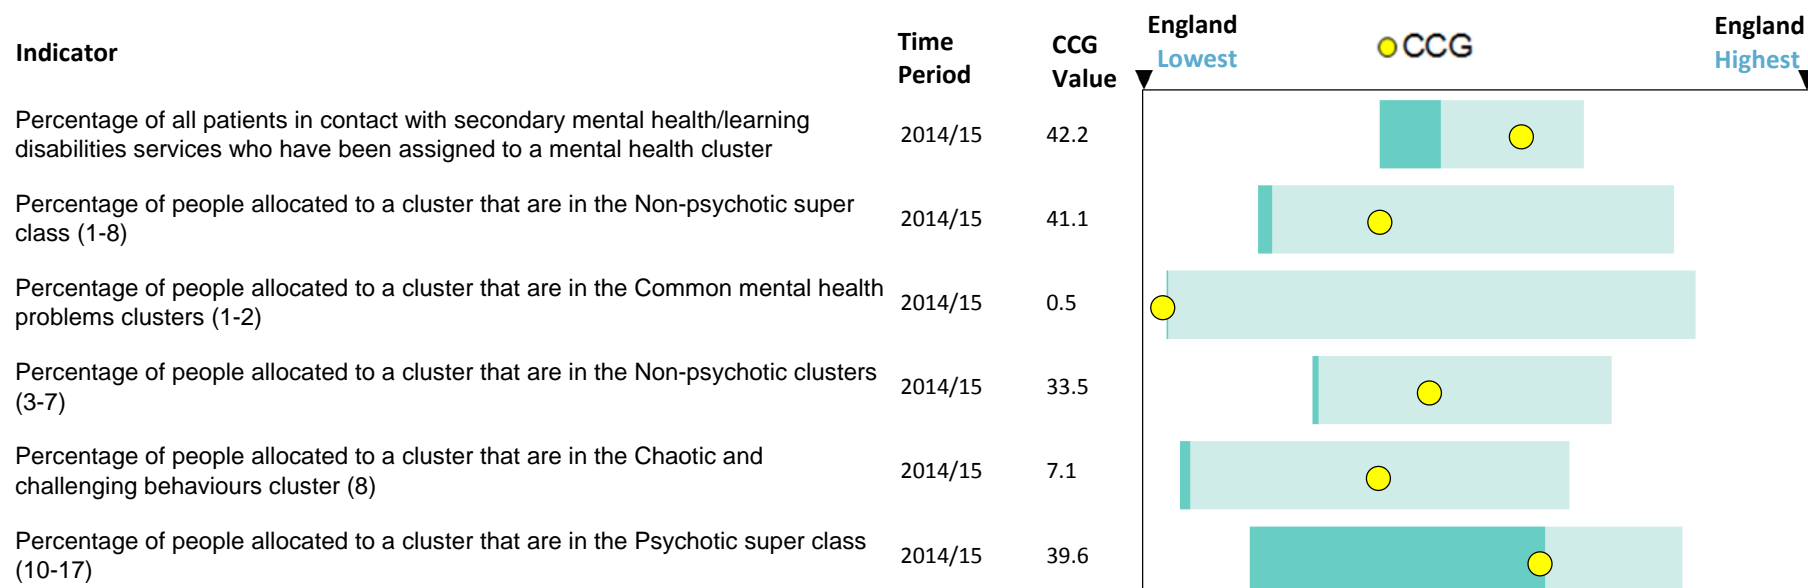 Indicator
Time Period
CCG Value
England Lowest
CCG
England Highest
Percentage of all patients in contact with secondary mental health/learning
disabilities services who have been assigned to a mental health cluster
2014/15
42.2
Percentage of people allocated to a cluster that are in the Non-psychotic super
class (1-8)
2014/15
41.1
Percentage of people allocated to a cluster that are in the Common mental health
problems clusters (1-2)
2014/15
0.5
Percentage of people allocated to a cluster that are in the Non-psychotic clusters
(3-7)
2014/15
33.5
Percentage of people allocated to a cluster that are in the Chaotic and
challenging behaviours cluster (8)
2014/15
7.1
Percentage of people allocated to a cluster that are in the Psychotic super class
(10-17)
2014/15
39.6